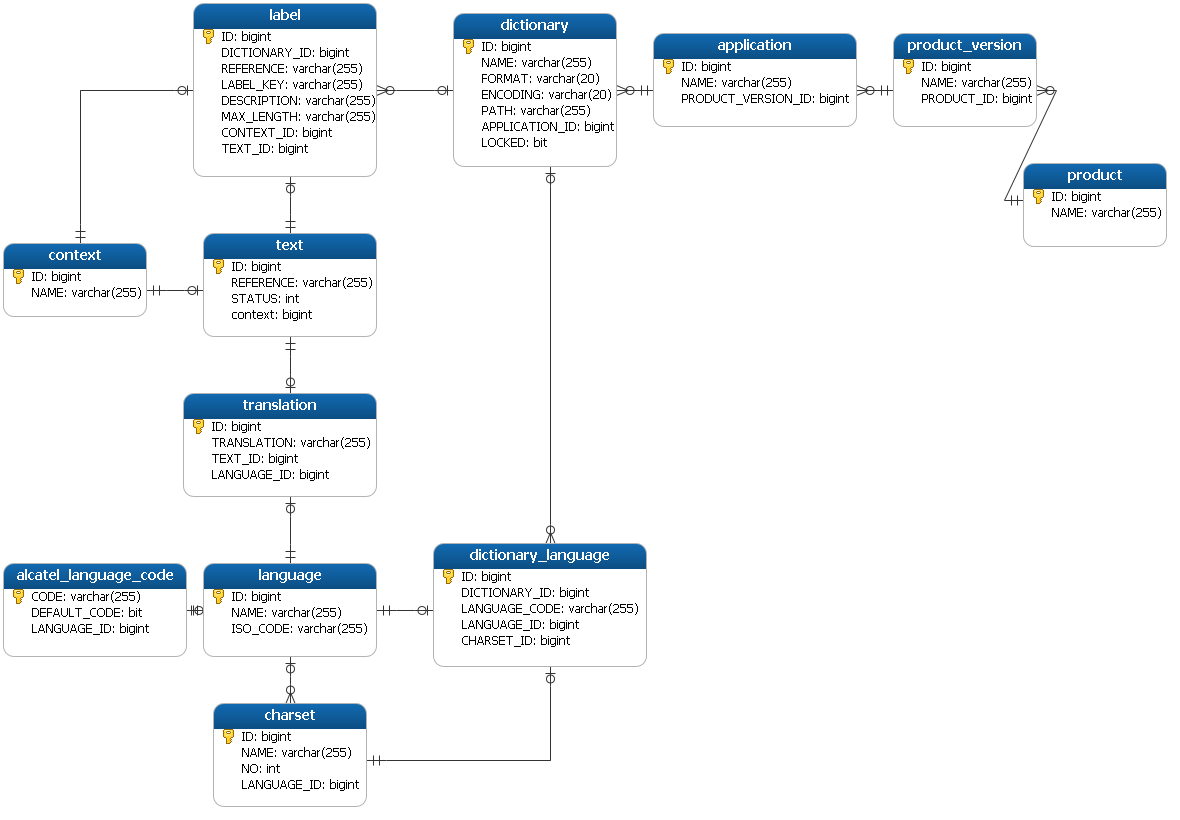 label
ID: bigint
DICTIONARY_ID: bigint
REFERENCE: varchar(255)
LABEL_KEY: varchar(255)
DESCRIPTION: varchar(255)
MAX_LENGTH: varchar(255)
CONTEXT_ID: bigint
TEXT_ID: bigint
dictionary
ID: bigint
NAME: varchar(255)
FORMAT: varchar(20)
ENCODING: varchar(20)
PATH: varchar(255)
APPLICATION_ID: bigint
LOCKED: bit
application
ID: bigint
NAME: varchar(255)
PRODUCT_VERSION_ID: bigint
product_version
ID: bigint
NAME: varchar(255)
PRODUCT_ID: bigint
product
ID: bigint
NAME: varchar(255)
context
ID: bigint
NAME: varchar(255)
text
ID: bigint
REFERENCE: varchar(255)
STATUS: int
context: bigint
translation
ID: bigint
TRANSLATION: varchar(255)
TEXT_ID: bigint
LANGUAGE_ID: bigint
alcatel_language_code
CODE: varchar(255)
DEFAULT_CODE: bit
LANGUAGE_ID: bigint
language
ID: bigint
NAME: varchar(255)
ISO_CODE: varchar(255)
dictionary_language
ID: bigint
DICTIONARY_ID: bigint
LANGUAGE_CODE: varchar(255)
LANGUAGE_ID: bigint
CHARSET_ID: bigint
charset
ID: bigint
NAME: varchar(255)
NO: int
LANGUAGE_ID: bigint